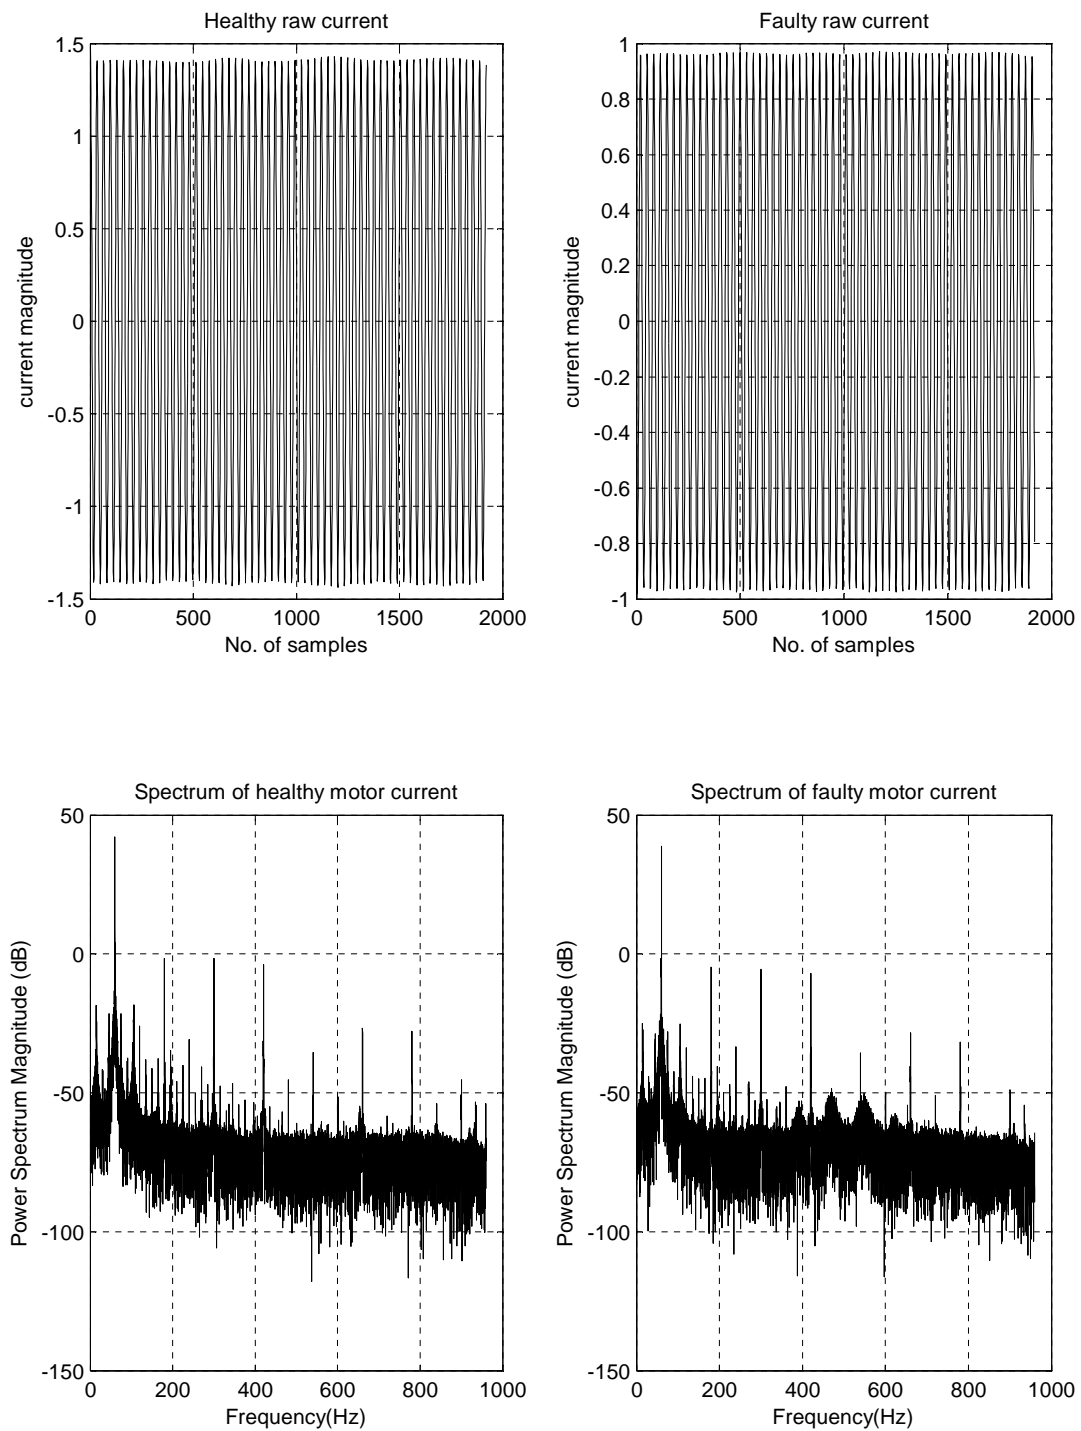 Healthy raw current
1.5
1
0.5
0
-0.5
-1
-1.5
current magnitude
0 500 1000 1500 2000
No. of samples
Faulty raw current
1
0.8
0.6
0.4
0.2
0
-0.2
-0.4
-0.6
-0.8
-1
current magnitude
0 500 1000 1500 2000
No. of samples
Spectrum of healthy motor current
50
0
-50
-100
-150
Power Spectrum Magnitude (dB)
0 200 400 600 800 1000
Frequency(Hz)
Spectrum of faulty motor current
50
0
-50
-100
-150
Power Spectrum Magnitude (dB)
0 200 400 600 800 1000
Frequency(Hz)